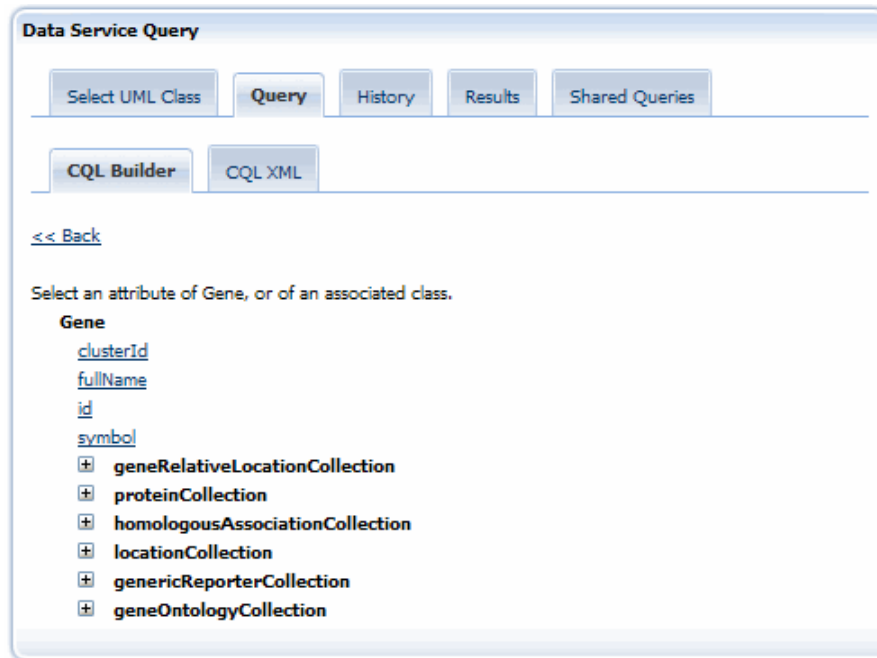 Data Service Query
Select UML Class Query History Results Shared Queries
CQL Builder CQL XML
<< Back
Select an attribute of Gene, or of an associated class.
Gene
clusterId
fullName
id
symbol
geneRelativeLocationCollection
proteinCollection
homologousAssociationCollection
locationCollection
genericReporterCollection
geneOntologyCollection